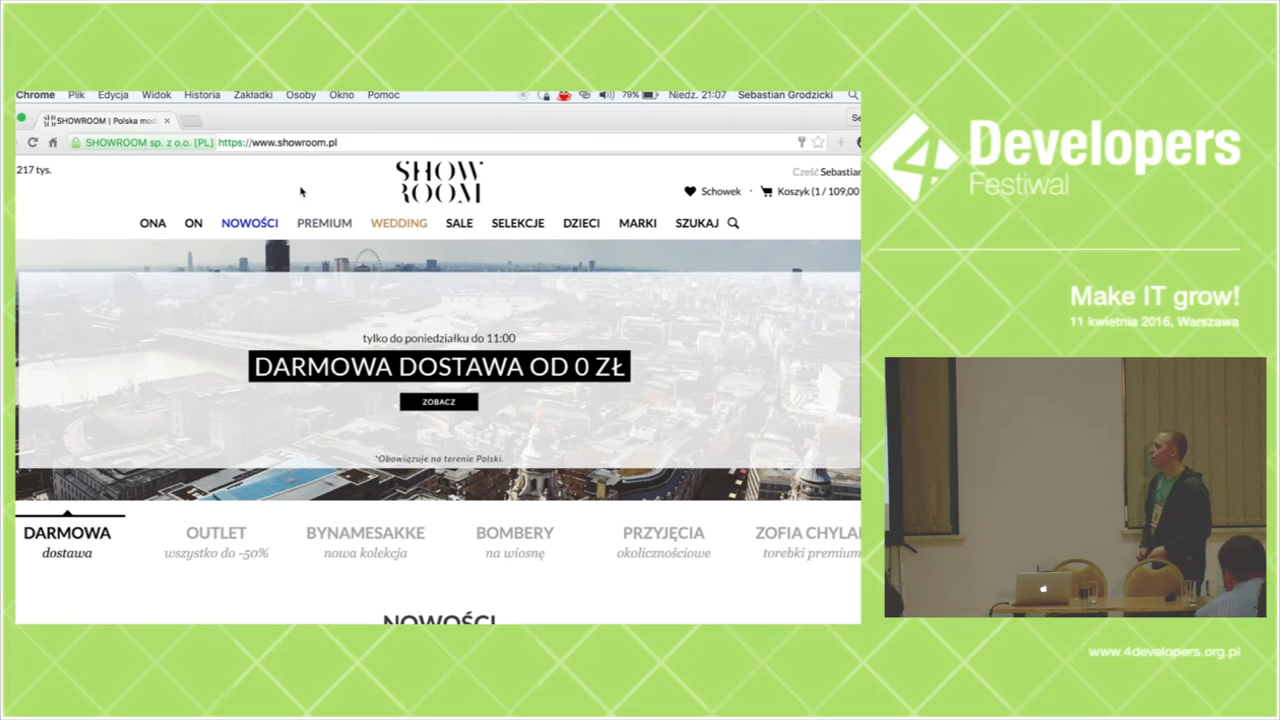 Chrome Plik Edycja Widok Historia Zakładki Osoby Okno Pomoc 79% Niedz. 21:07 Sebastian Grodzicki
SHOWROOM | Polska mod
SHOWROOM sp. z o.o. [PL] https://www.showroom.pl
217 tys.
SHOW
ROOM
Cześć Sebastian
Schowek · Koszyk (1 / 109,00
ONA ON NOWOŚCI PREMIUM WEDDING SALE SELEKCJE DZIECI MARKI SZUKAJ
tylko do poniedziałku do 11:00
DARMOWA DOSTAWA OD 0 ZŁ
ZOBACZ
*Obowiązuje na terenie Polski.
DARMOWA OUTLET BYNAMESAKKE BOMBERY PRZYJĘCIA ZOFIA CHYLA
dostawa wszystko do -50% nowa kolekcja na wiosnę okolicznościowe torebki premium
NOWOŚCI
4Developers
Festiwal
Make IT grow!
11 kwietnia 2016, Warszawa
www.4developers.org.pl